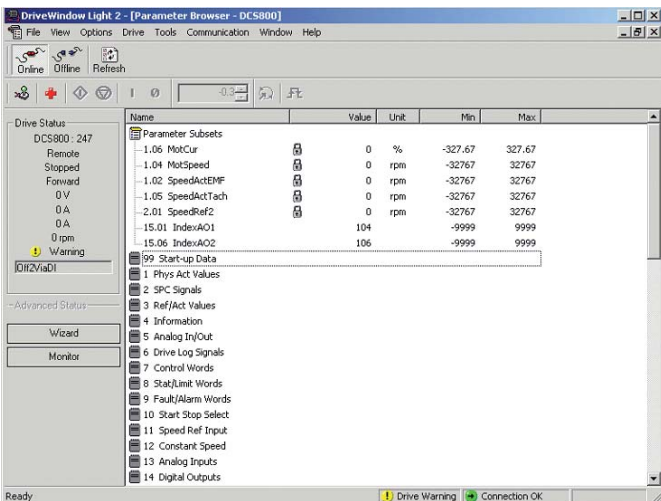 DriveWindow Light 2 - [Parameter Browser - DCS800]
File View Options Drive Tools Communication Window Help
Online Offline Refresh
-0.3
Drive Status
DCS800 : 247
Remote
Stopped
Forward
0 V
0 A
0 A
0 rpm
Warning
Off2ViaDI
Advanced Status
Wizard
Monitor
Name Value Unit Min Max
Parameter Subsets
1.06 MotCur 0 % -327.67 327.67
1.04 MotSpeed 0 rpm -32767 32767
1.02 SpeedActEMF 0 rpm -32767 32767
1.05 SpeedActTach 0 rpm -32767 32767
2.01 SpeedRef2 0 rpm -32767 32767
15.01 IndexAO1 104 -9999 9999
15.06 IndexAO2 106 -9999 9999
99 Start-up Data
1 Phys Act Values
2 SPC Signals
3 Ref/Act Values
4 Information
5 Analog In/Out
6 Drive Log Signals
7 Control Words
8 Stat/Limit Words
9 Fault/Alarm Words
10 Start Stop Select
11 Speed Ref Input
12 Constant Speed
13 Analog Inputs
14 Digital Outputs
Ready Drive Warning Connection OK